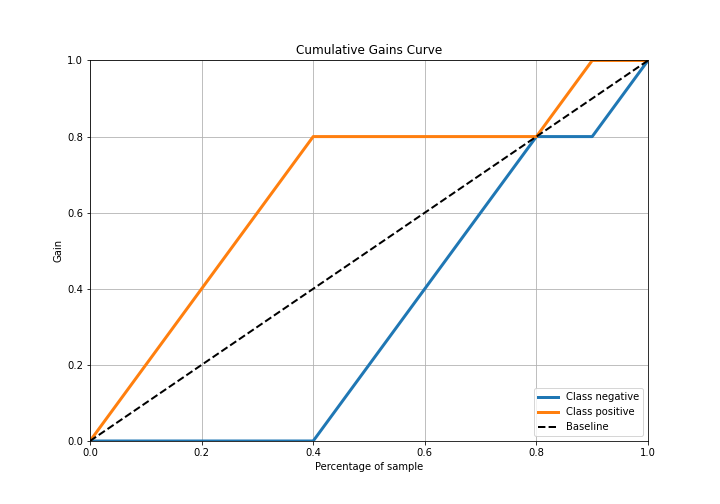 Cumulative Gains Curve
1.0
0.8
0.6
0.4
0.2
0.0
Gain
0.0 0.2 0.4 0.6 0.8 1.0
Percentage of sample
Class negative
Class positive
Baseline